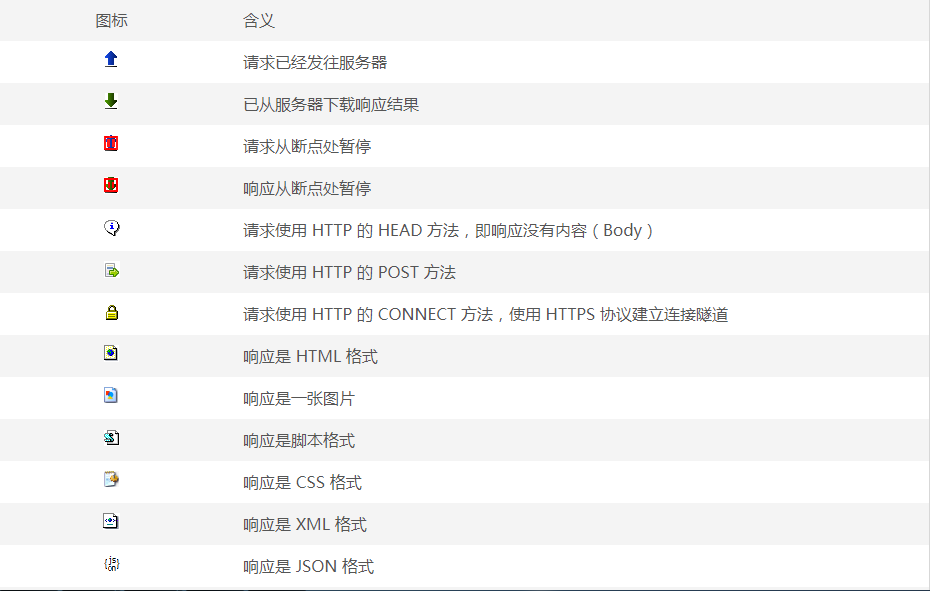 图标 含义
请求已经发往服务器
已从服务器下载响应结果
请求从断点处暂停
响应从断点处暂停
请求使用 HTTP 的 HEAD 方法，即响应没有内容（Body）
请求使用 HTTP 的 POST 方法
请求使用 HTTP 的 CONNECT 方法，使用 HTTPS 协议建立连接隧道
响应是 HTML 格式
响应是一张图片
响应是脚本格式
响应是 CSS 格式
响应是 XML 格式
{js on} 响应是 JSON 格式